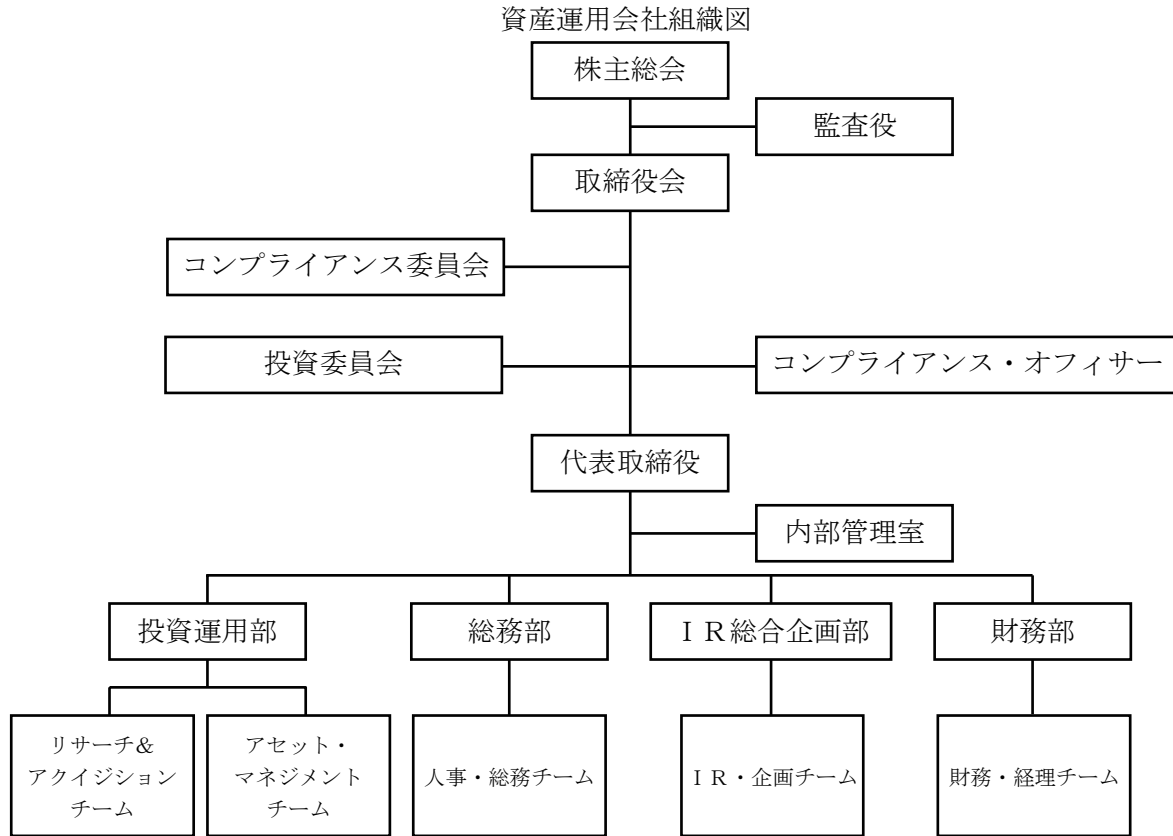 資産運用会社組織図
株主総会
監査役
取締役会
コンプライアンス委員会
投資委員会
コンプライアンス・オフィサー
代表取締役
内部管理室
投資運用部
総務部
ＩＲ総合企画部
財務部
リサーチ&
アクイジション
チーム
アセット・
マネジメント
チーム
人事・総務チーム
ＩＲ・企画チーム
財務・経理チーム